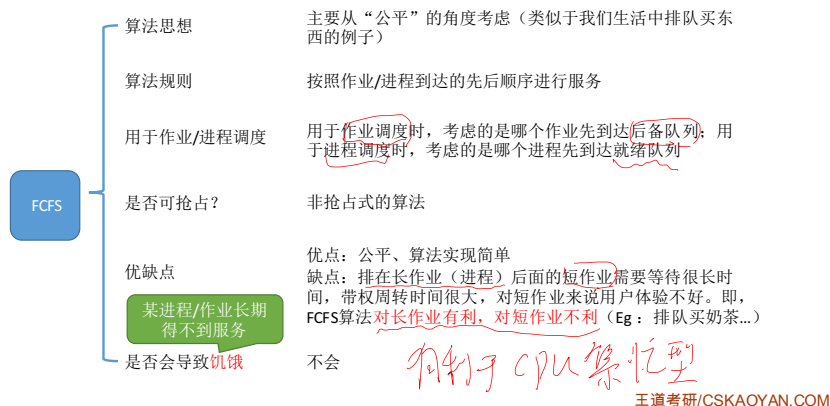 FCFS
算法思想
主要从“公平”的角度考虑（类似于我们生活中排队买东
西的例子）
算法规则
按照作业/进程到达的先后顺序进行服务
用于作业/进程调度
用于作业调度时，考虑的是哪个作业先到达后备队列；用
于进程调度时，考虑的是哪个进程先到达就绪队列
是否可抢占？
非抢占式的算法
优缺点
优点：公平、算法实现简单
缺点：排在长作业（进程）后面的短作业需要等待很长时
间，带权周转时间很大，对短作业来说用户体验不好。即，
FCFS算法对长作业有利，对短作业不利（Eg：排队买奶茶…）
某进程/作业长期
得不到服务
是否会导致饥饿
不会
有利于CPU繁忙型
王道考研/CSKAOYAN.COM